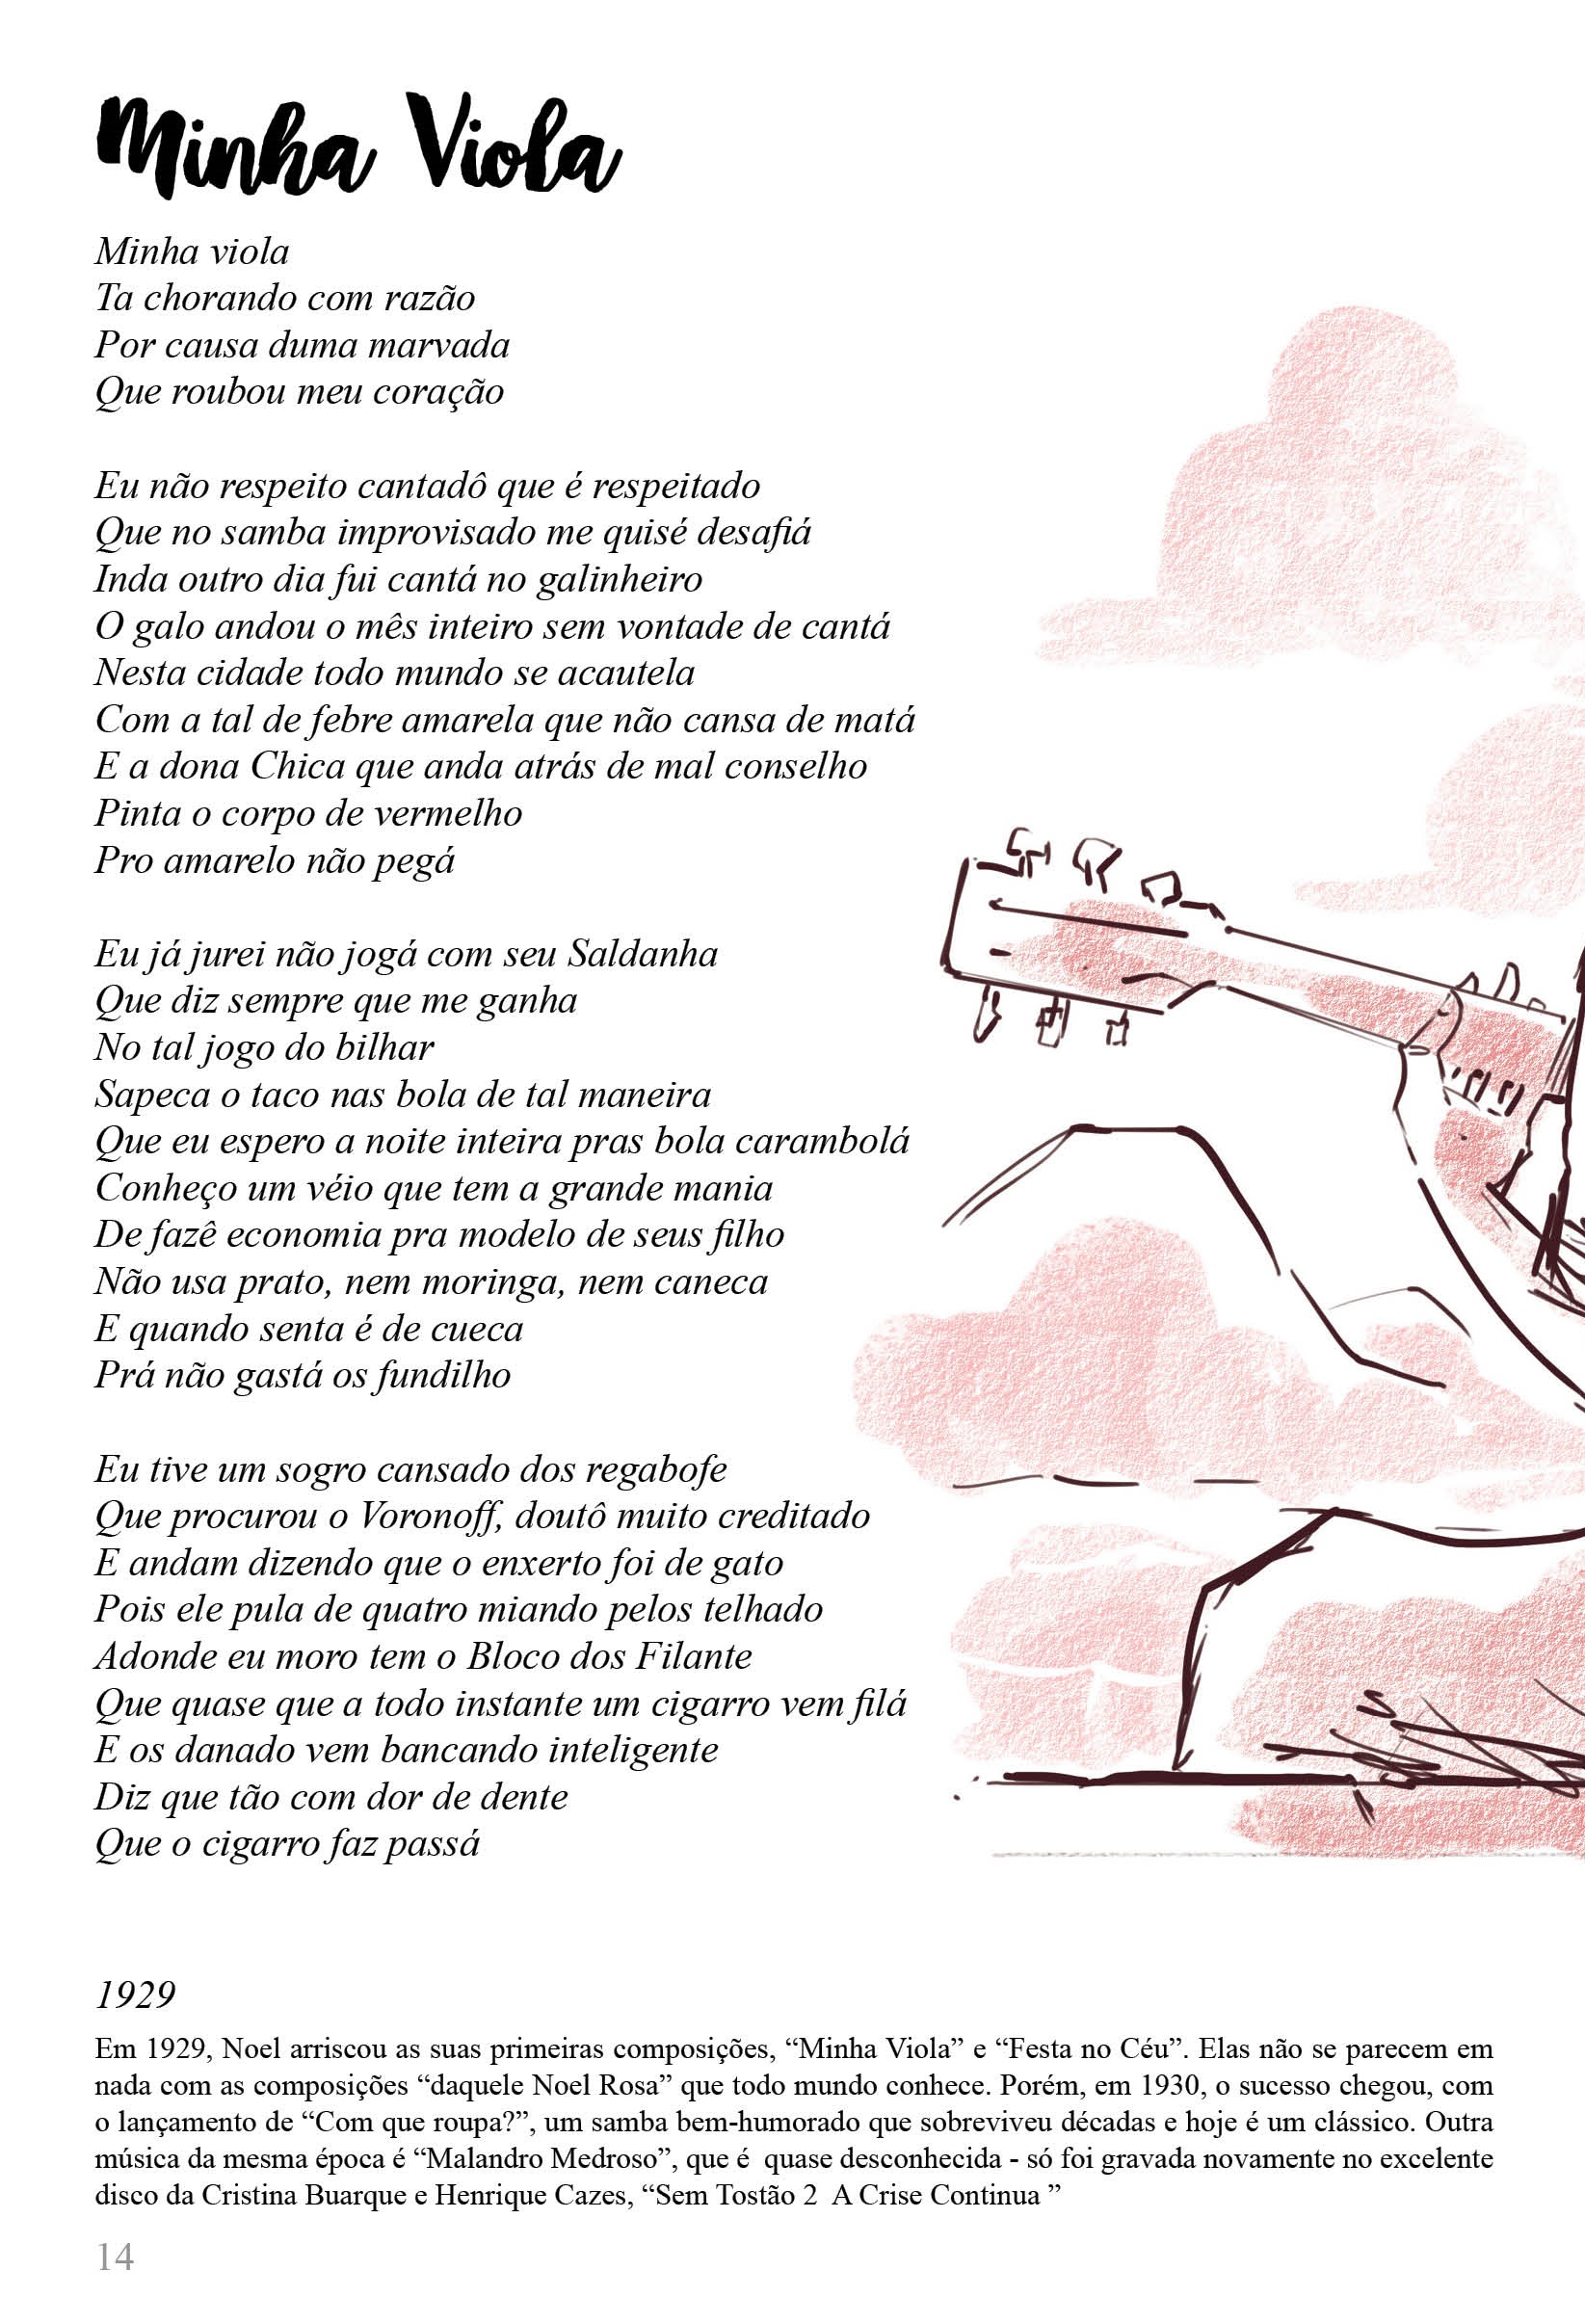 Minha Viola
Minha viola
Ta chorando com razão
Por causa duma marvada
Que roubou meu coração
Eu não respeito cantadô que é respeitado
Que no samba improvisado me quisé desafiá
Inda outro dia fui cantá no galinheiro
O galo andou o mês inteiro sem vontade de cantá
Nesta cidade todo mundo se acautela
Com a tal de febre amarela que não cansa de matá
E a dona Chica que anda atrás de mal conselho
Pinta o corpo de vermelho
Pro amarelo não pegá
Eu já jurei não jogá com seu Saldanha
Que diz sempre que me ganha
No tal jogo do bilhar
Sapeca o taco nas bola de tal maneira
Que eu espero a noite inteira pras bola carambolá
Conheço um véio que tem a grande mania
De fazê economia pra modelo de seus filho
Não usa prato, nem moringa, nem caneca
E quando senta é de cueca
Prá não gastá os fundilho
Eu tive um sogro cansado dos regabofe
Que procurou o Voronoff, doutô muito creditado
E andam dizendo que o enxerto foi de gato
Pois ele pula de quatro miando pelos telhado
Adonde eu moro tem o Bloco dos Filante
Que quase que a todo instante um cigarro vem filá
E os danado vem bancando inteligente
Diz que tão com dor de dente
Que o cigarro faz passá
1929
Em 1929, Noel arriscou as suas primeiras composições, “Minha Viola” e “Festa no Céu”. Elas não se parecem em
nada com as composições “daquele Noel Rosa” que todo mundo conhece. Porém, em 1930, o sucesso chegou, com
o lançamento de “Com que roupa?”, um samba bem-humorado que sobreviveu décadas e hoje é um clássico. Outra
música da mesma época é “Malandro Medroso”, que é  quase desconhecida - só foi gravada novamente no excelente
disco da Cristina Buarque e Henrique Cazes, “Sem Tostão 2  A Crise Continua ”
14